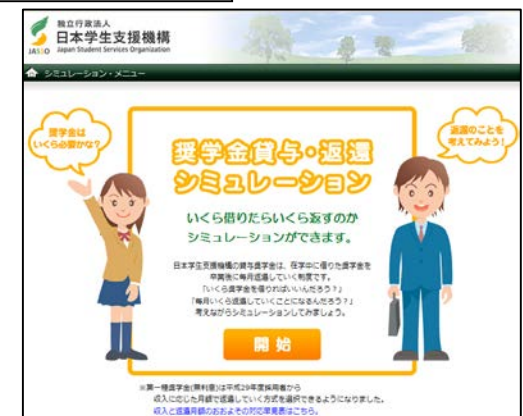 独立行政法人
日本学生支援機構
JASSO Japan Student Services Organization
シミュレーション・メニュー
奨学金は
いくら必要かな?
返還のことを
考えてみよう!
奨学金貸与・返還
シミュレーション
いくら借りたらいくら返すのか
シミュレーションができます。
日本学生支援機構の貸与奨学金は、在学中に借りた奨学金を
卒業後に毎月返還していく制度です。
「いくら奨学金を借りればいいんだろう?」
「毎月いくら返還していくことになるんだろう?」
考えながらシミュレーションしてみましょう。
開始
※第一種奨学金(無利息)は平成29年度採用者から
収入に応じた月額で返還していく方式を選択できるようになりました。
収入と返還月額のおおよその対応早見表はこちら。